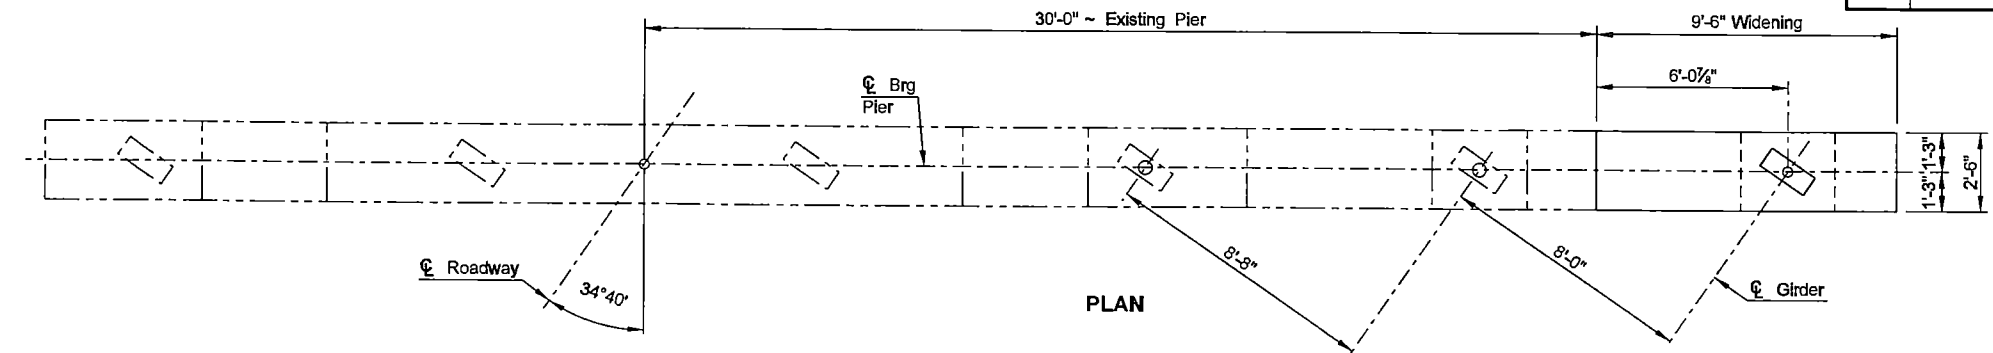 30'-0" ~ Existing Pier
9'-6" Widening
6'-0⅞"
℄ Brg
Pier
1'-3"
1'-3"
2'-6"
℄ Roadway
34°40'
8'-8"
8'-0"
℄ Girder
PLAN